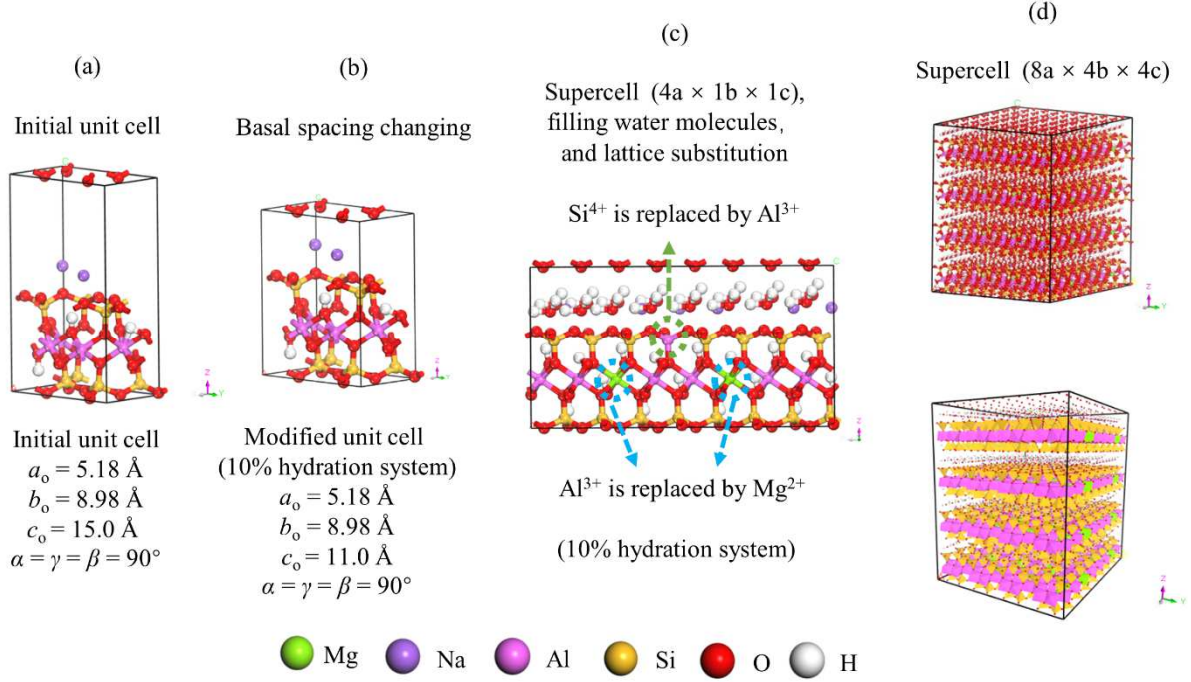 (a)
Initial unit cell
Initial unit cell
aₒ = 5.18 Å
bₒ = 8.98 Å
cₒ = 15.0 Å
α = γ = β = 90°
(b)
Basal spacing changing
Modified unit cell
(10% hydration system)
aₒ = 5.18 Å
bₒ = 8.98 Å
cₒ = 11.0 Å
α = γ = β = 90°
(c)
Supercell (4a × 1b × 1c),
filling water molecules,
and lattice substitution
Si⁴⁺ is replaced by Al³⁺
Al³⁺ is replaced by Mg²⁺
(10% hydration system)
(d)
Supercell (8a × 4b × 4c)
Mg
Na
Al
Si
O
H